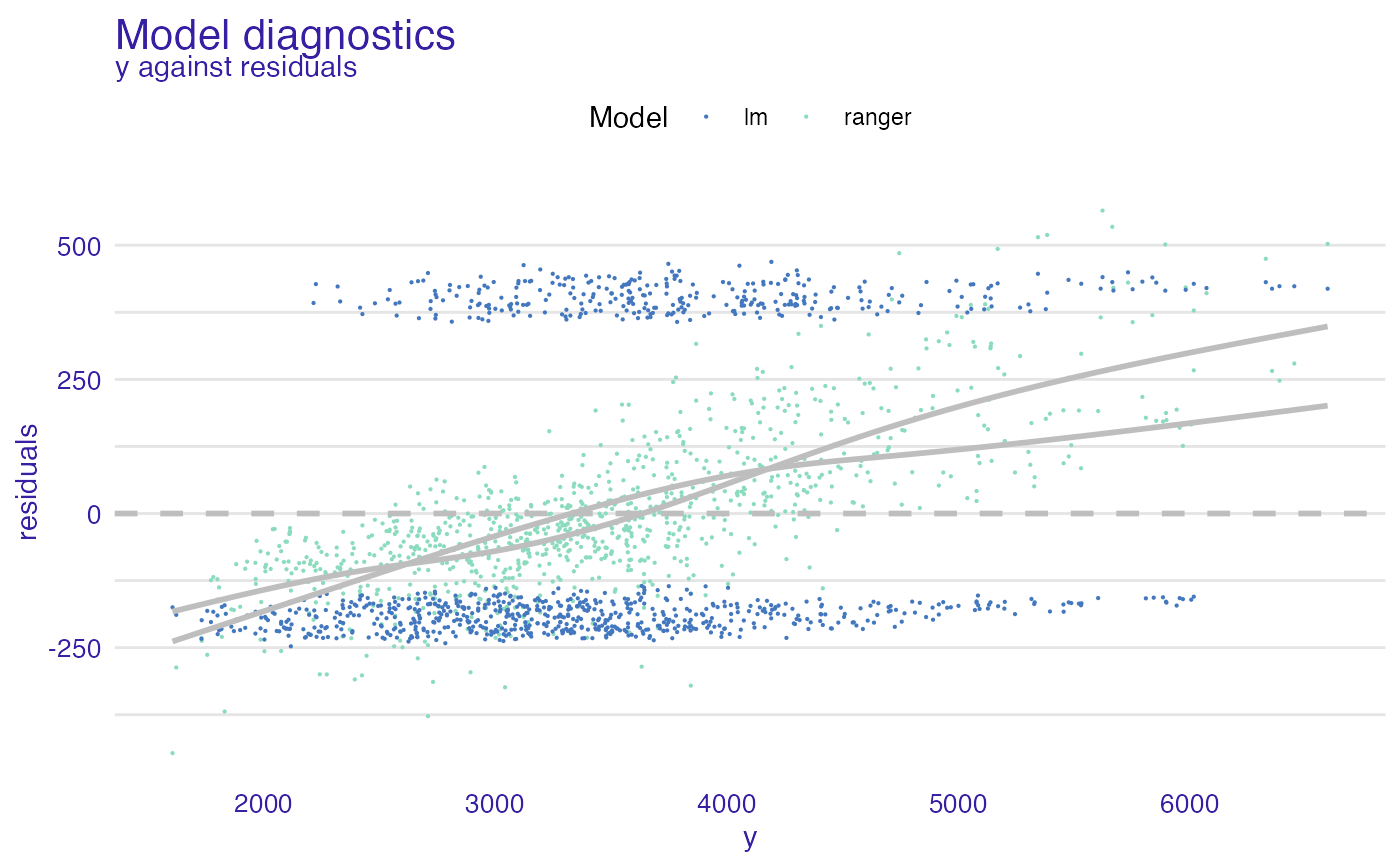 Model diagnostics
y against residuals
Model lm ranger
500
250
0
-250
residuals
2000 3000 4000 5000 6000
y